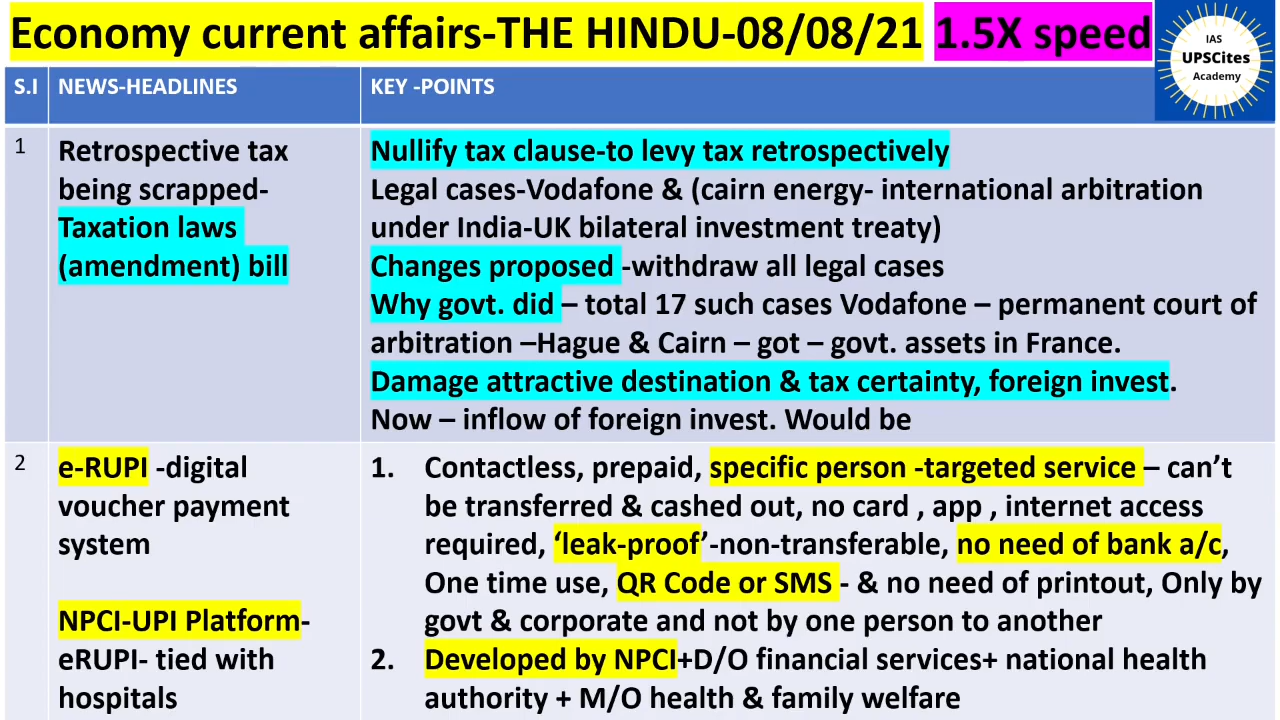 Economy current affairs-THE HINDU-08/08/21 1.5X speed
IAS
UPSCites
Academy
S.I NEWS-HEADLINES KEY -POINTS
1
Retrospective tax
being scrapped-
Taxation laws
(amendment) bill
Nullify tax clause-to levy tax retrospectively
Legal cases-Vodafone & (cairn energy- international arbitration
under India-UK bilateral investment treaty)
Changes proposed -withdraw all legal cases
Why govt. did – total 17 such cases Vodafone – permanent court of
arbitration –Hague & Cairn – got – govt. assets in France.
Damage attractive destination & tax certainty, foreign invest.
Now – inflow of foreign invest. Would be
2
e-RUPI -digital
voucher payment
system
NPCI-UPI Platform-
eRUPI- tied with
hospitals
1. Contactless, prepaid, specific person -targeted service – can’t
be transferred & cashed out, no card , app , internet access
required, ‘leak-proof’-non-transferable, no need of bank a/c,
One time use, QR Code or SMS - & no need of printout, Only by
govt & corporate and not by one person to another
2. Developed by NPCI+D/O financial services+ national health
authority + M/O health & family welfare